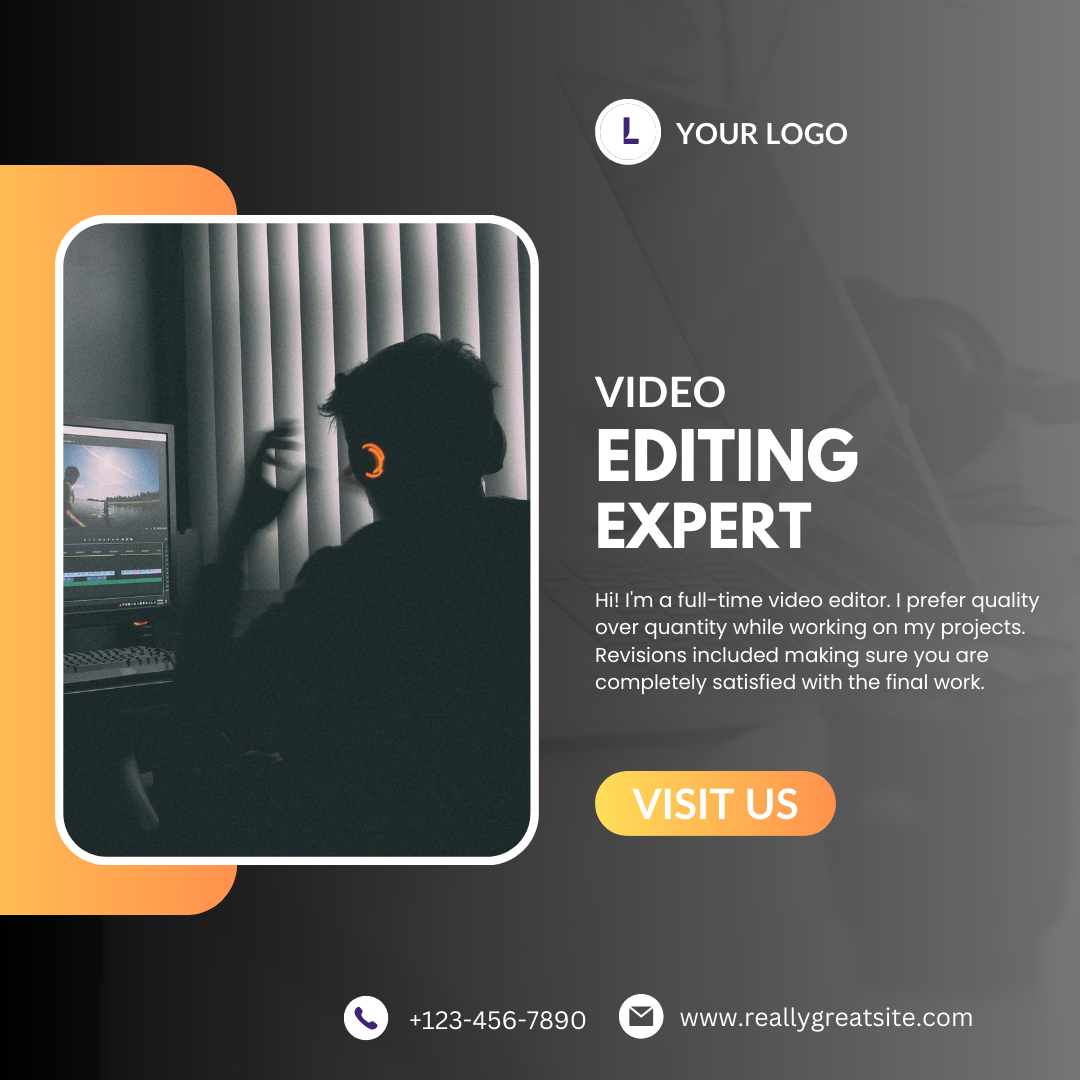 L
YOUR LOGO
VIDEO
EDITING
EXPERT
Hi! I'm a full-time video editor. I prefer quality
over quantity while working on my projects.
Revisions included making sure you are
completely satisfied with the final work.
VISIT US
+123-456-7890
www.reallygreatsite.com